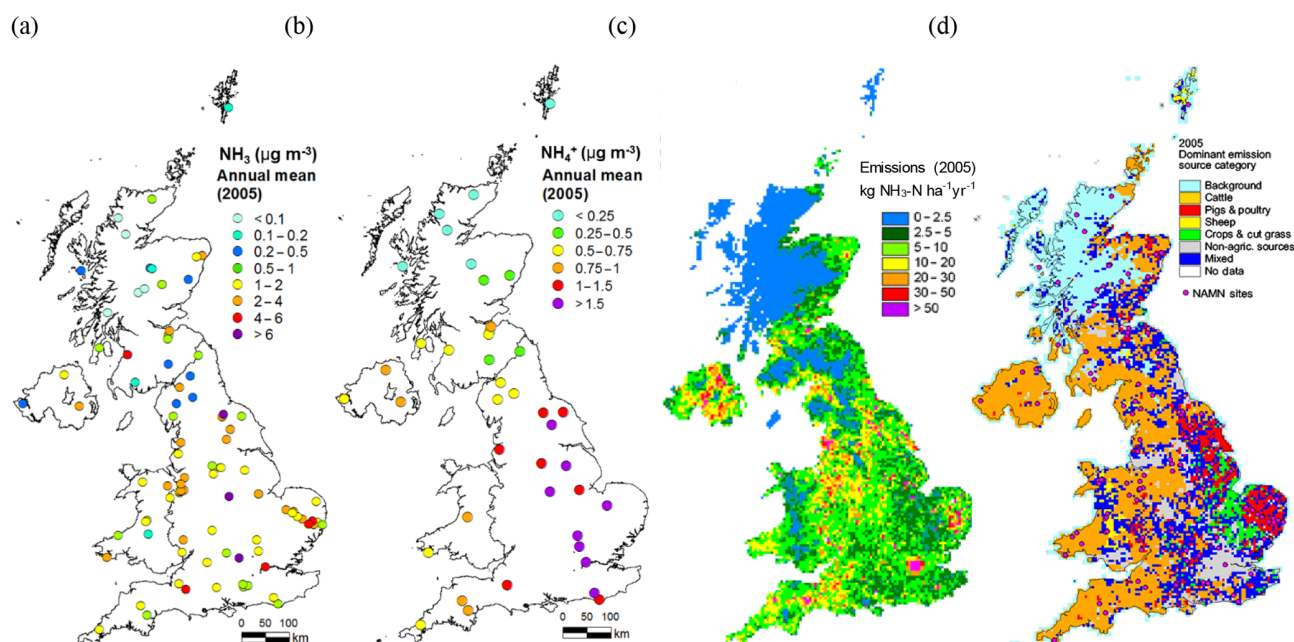 (a)
(b)
(c)
(d)
NH₃ (µg m⁻³)
Annual mean
(2005)
< 0.1
0.1 – 0.2
0.2 – 0.5
0.5 – 1
1 – 2
2 – 4
4 – 6
> 6
0 50 100
km
NH₄⁺ (µg m⁻³)
Annual mean
(2005)
< 0.25
0.25 – 0.5
0.5 – 0.75
0.75 – 1
1 – 1.5
>1.5
0 50 100
km
Emissions (2005)
kg NH₃-N ha⁻¹yr⁻¹
0 – 2.5
2.5 – 5
5 – 10
10 – 20
20 – 30
30 – 50
> 50
2005
Dominant emission
source category
Background
Cattle
Pigs & poultry
Sheep
Crops & cut grass
Non-agric. sources
Mixed
No data
NAMN sites